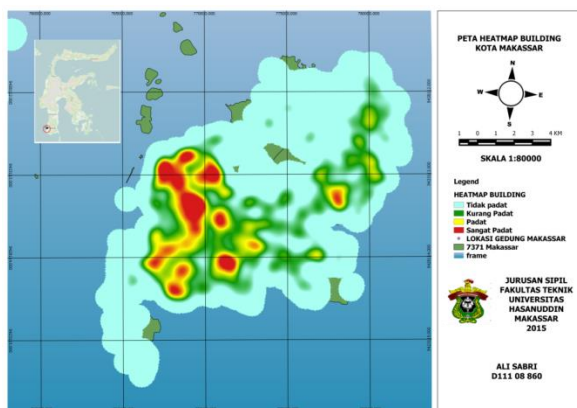 PETA HEATMAP BUILDING
KOTA MAKASSAR
N
W
E
S
1 0 1 2 3 4 KM
SKALA 1:80000
Legend
HEATMAP BUILDING
Tidak padat
Kurang Padat
Padat
Sangat Padat
LOKASI GEDUNG MAKASSAR
7371 Makassar
frame
JURUSAN SIPIL
FAKULTAS TEKNIK
UNIVERSITAS
HASANUDDIN
MAKASSAR
2015
ALI SABRI
D111 08 860